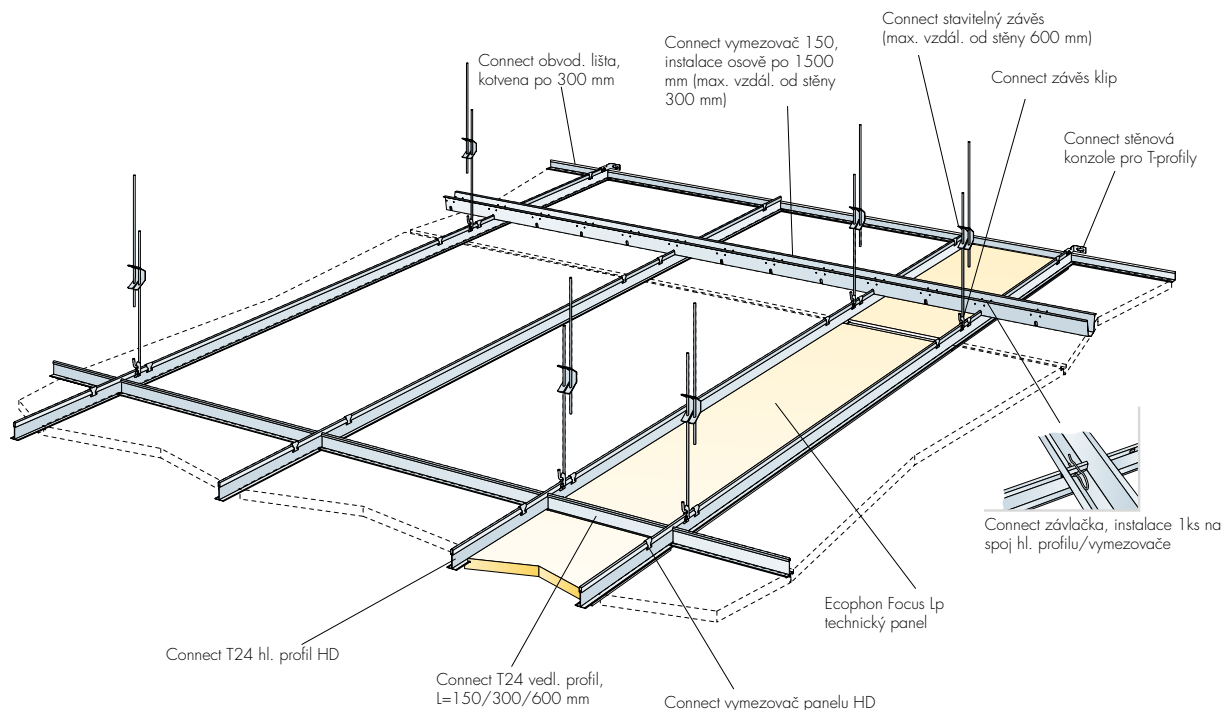 Connect stavitelný závěs
(max. vzdál. od stěny 600 mm)
Connect vymezovač 150,
instalace osově po 1500
mm (max. vzdál. od stěny
300 mm)
Connect obvod. lišta,
kotvena po 300 mm
Connect závěs klip
Connect stěnová
konzole pro T-profily
Connect závlačka, instalace 1ks na
spoj hl. profilu/vymezovače
Ecophon Focus Lp
technický panel
Connect T24 hl. profil HD
Connect T24 vedl. profil,
L=150/300/600 mm
Connect vymezovač panelu HD